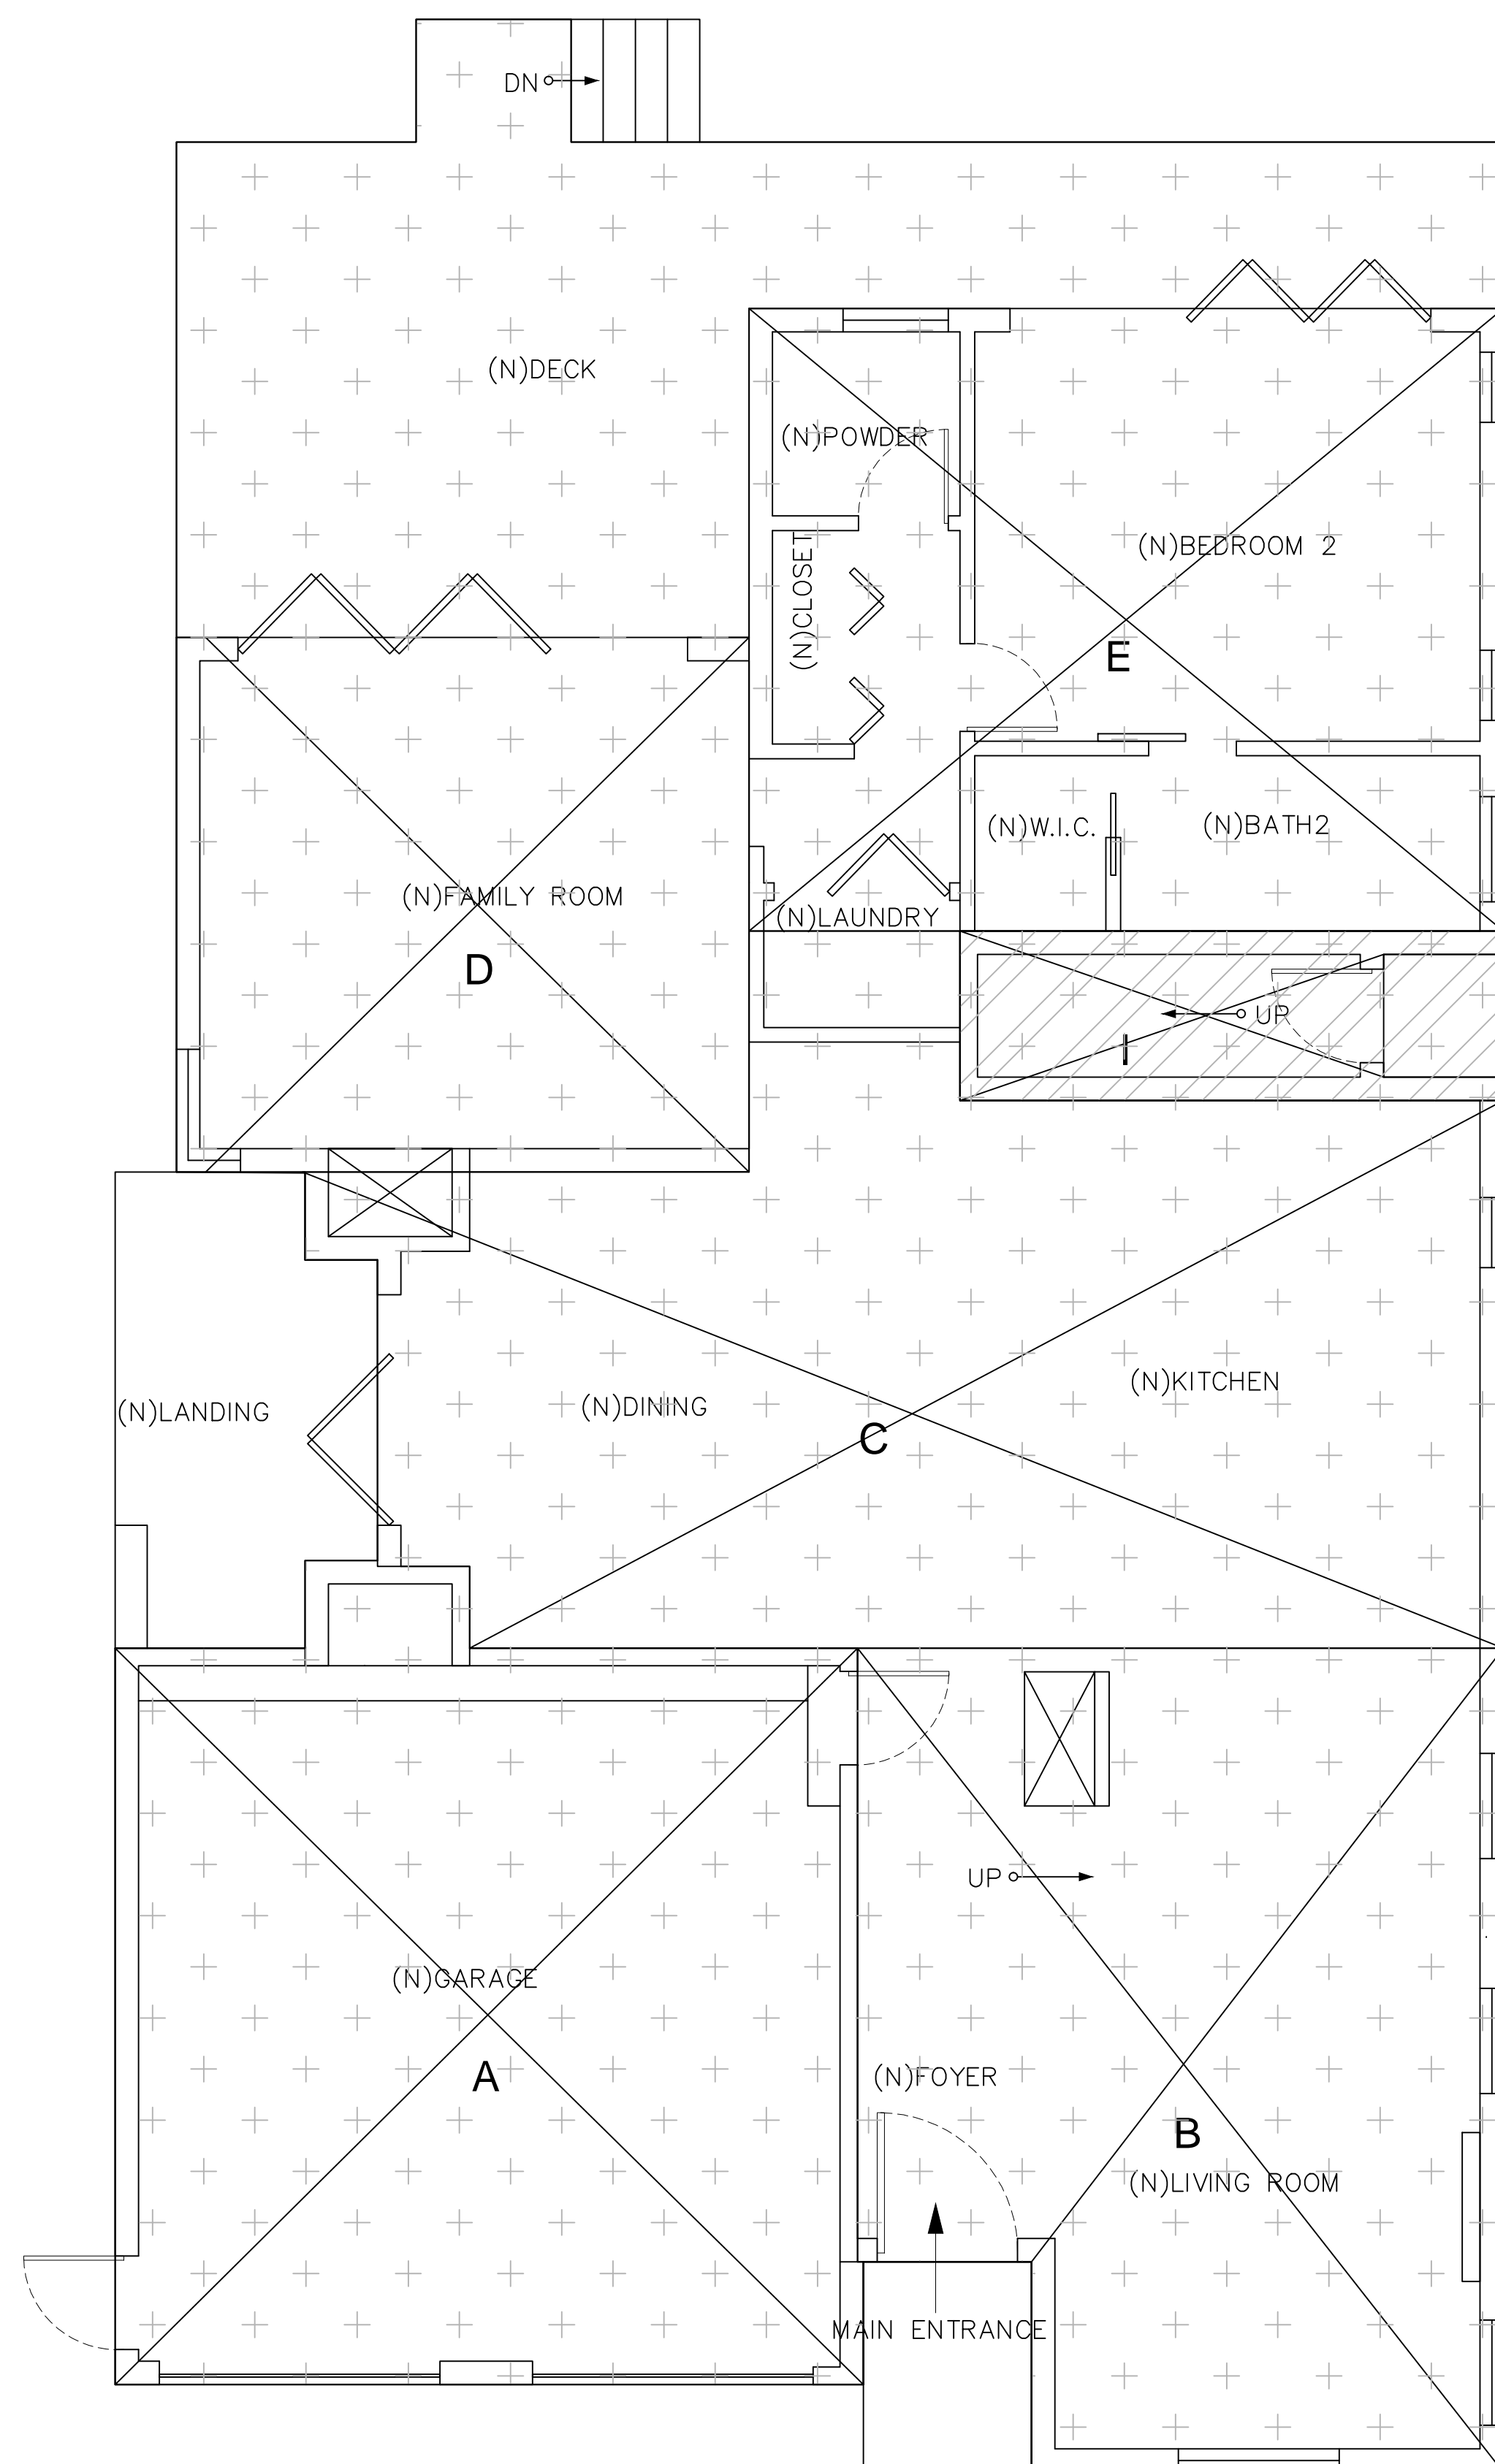 DN
(N)DECK
(N)POWDER
(N)CLOSET
(N)BEDROOM 2
E
(N)W.I.C.
(N)BATH2
(N)FAMILY ROOM
(N)LAUNDRY
D
UP
I
(N)KITCHEN
(N)LANDING
(N)DINING
C
UP
(N)GARAGE
A
(N)FOYER
B
(N)LIVING ROOM
MAIN ENTRANCE